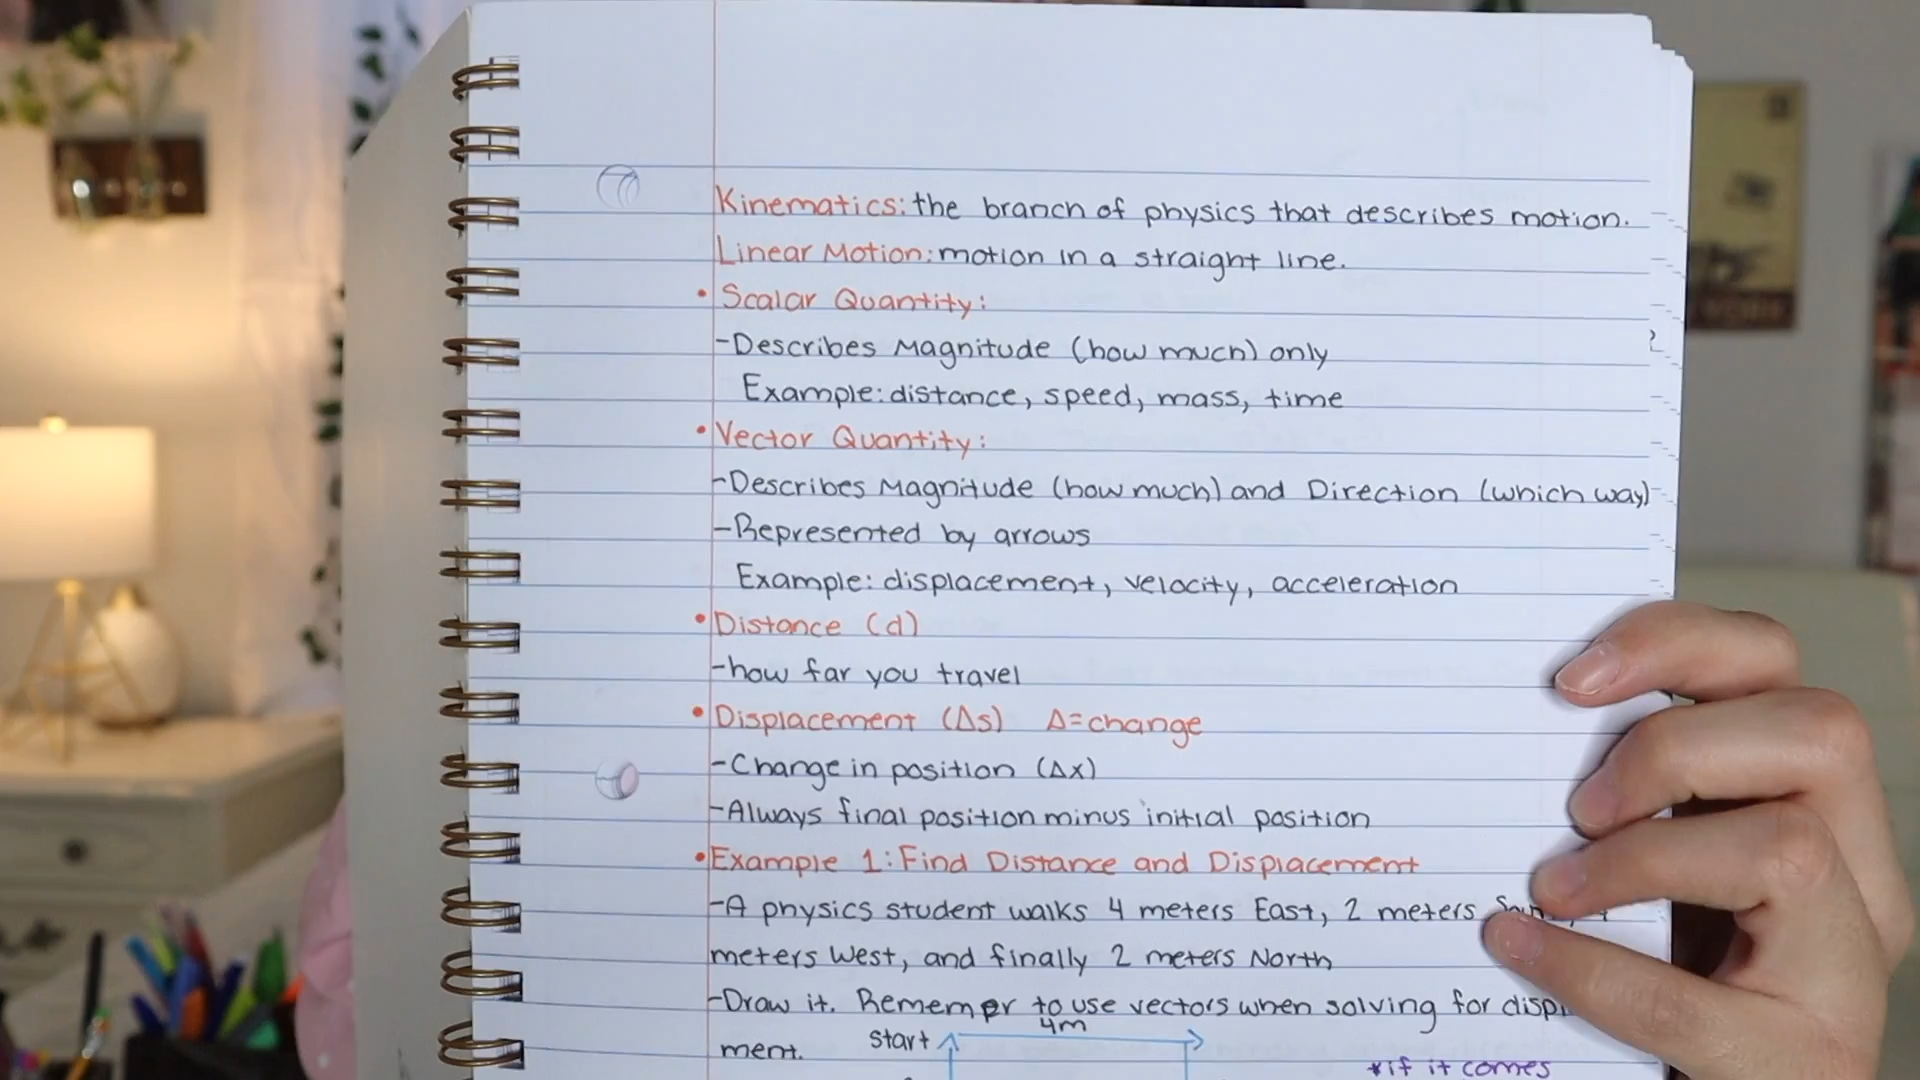 Kinematics: the branch of physics that describes motion.
Linear Motion: motion in a straight line.
• Scalar Quantity:
-Describes Magnitude (how much) only
Example: distance, speed, mass, time
• Vector Quantity:
-Describes Magnitude (how much) and Direction (which way)
-Represented by arrows
Example: displacement, velocity, acceleration
• Distance (d)
-how far you travel
• Displacement (Δs) Δ=change
-Change in position (Δx)
-Always final position minus initial position
• Example 1: Find Distance and Displacement
-A physics student walks 4 meters East, 2 meters
meters West, and finally 2 meters North
-Draw it. Rememper to use vectors when solving for
ment.
start
4m
*if it comes